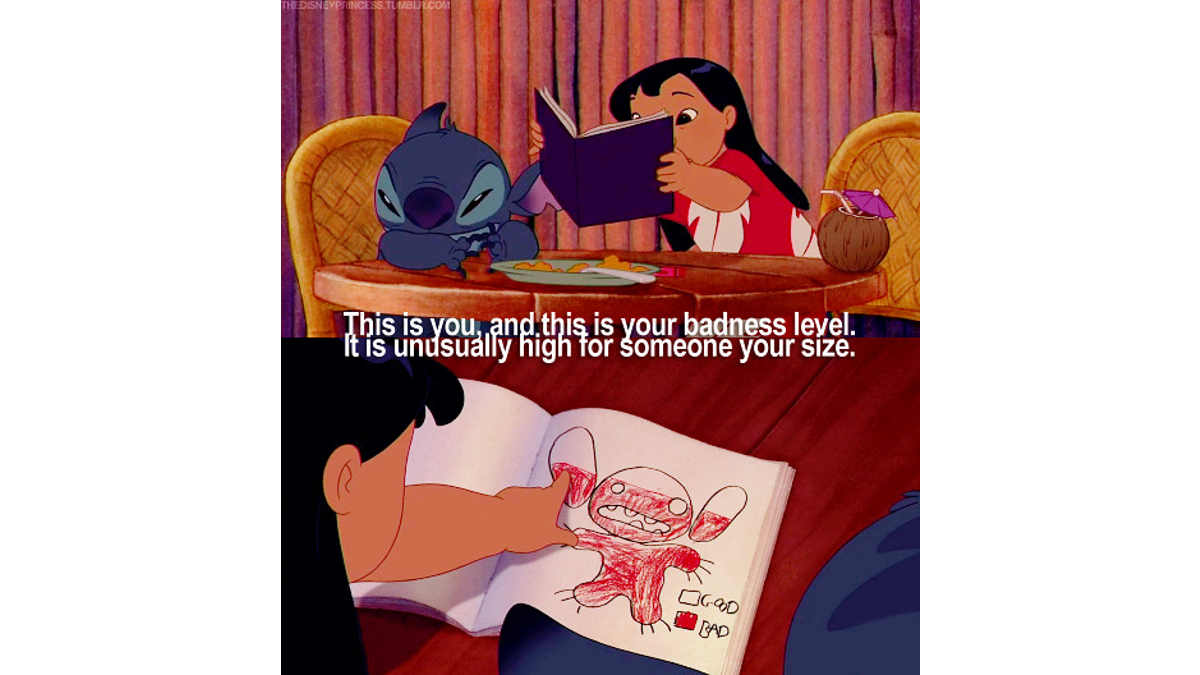 THEDISNEYPRINCESS.TUMBLR.COM
This is you, and this is your badness level.
It is unusually high for someone your size.
GOOD
BAD